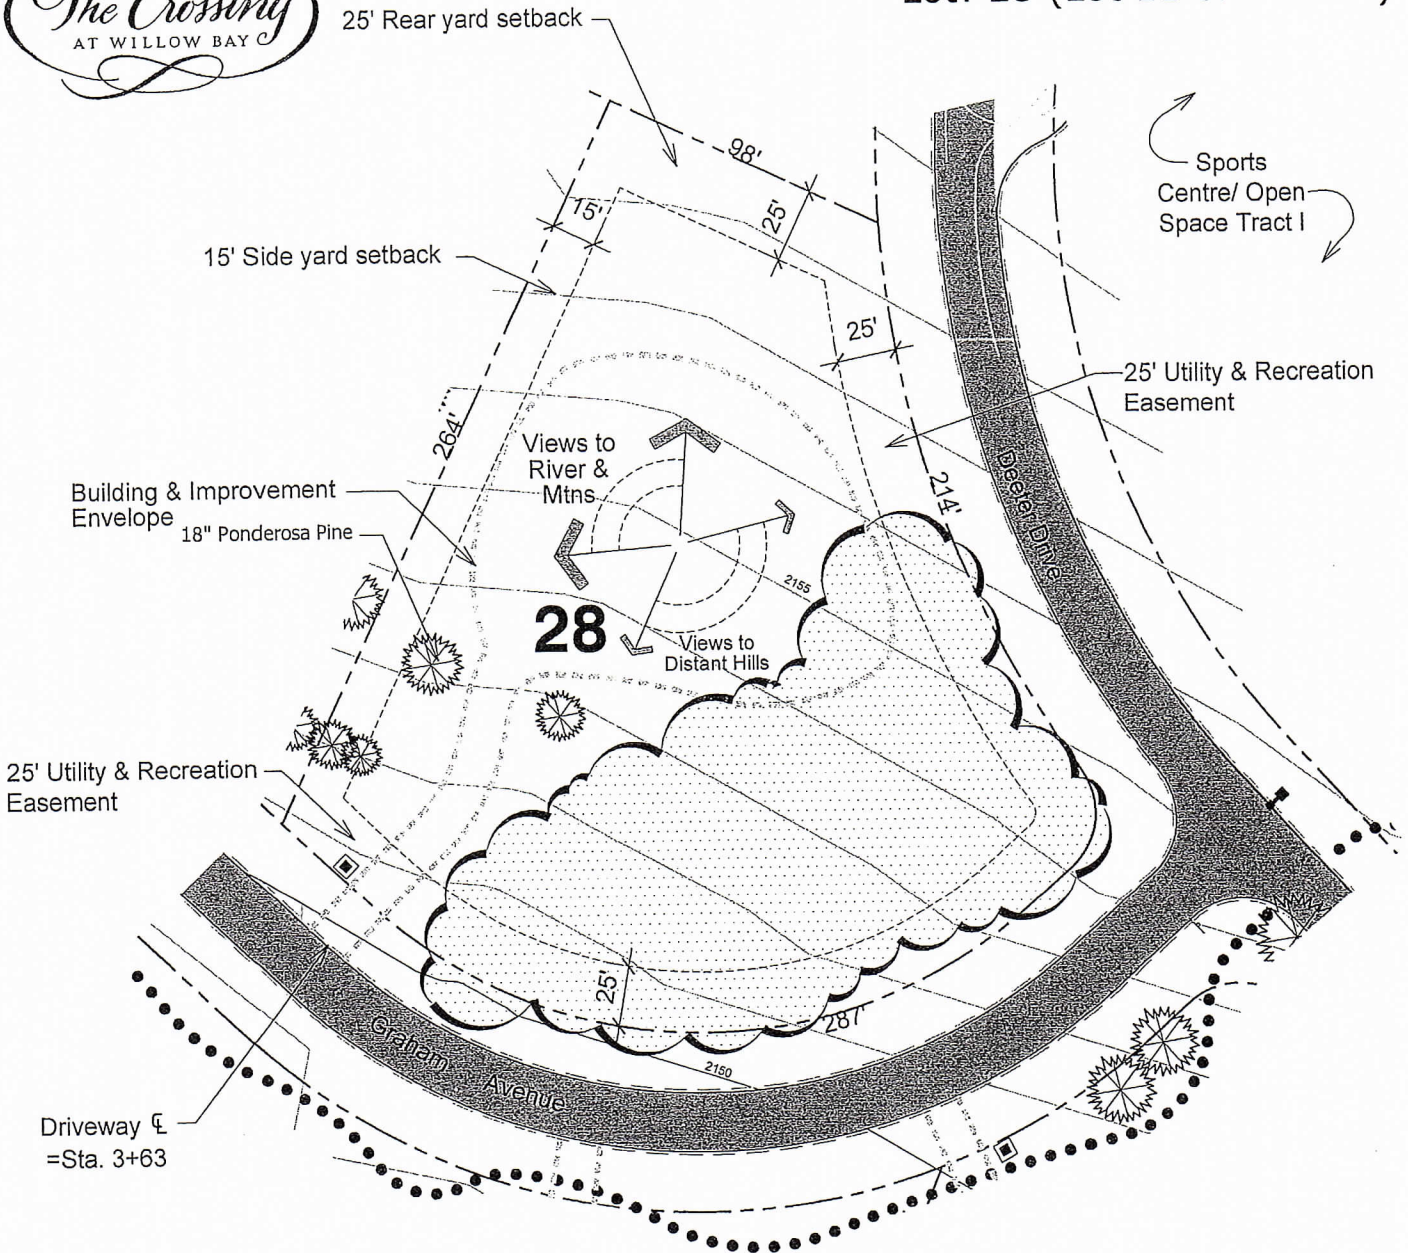 The Crossing
AT WILLOW BAY
25' Rear yard setback
98'
15'
25'
Sports
Centre/ Open
Space Tract I
15' Side yard setback
25'
25' Utility & Recreation
Easement
264'
Views to
River &
Mtns
214'
Deefer Drive
Building & Improvement
Envelope
18" Ponderosa Pine
2155
28
Views to
Distant Hills
25' Utility & Recreation
Easement
25'
287'
2150
Graham Avenue
Driveway ℄
=Sta. 3+63